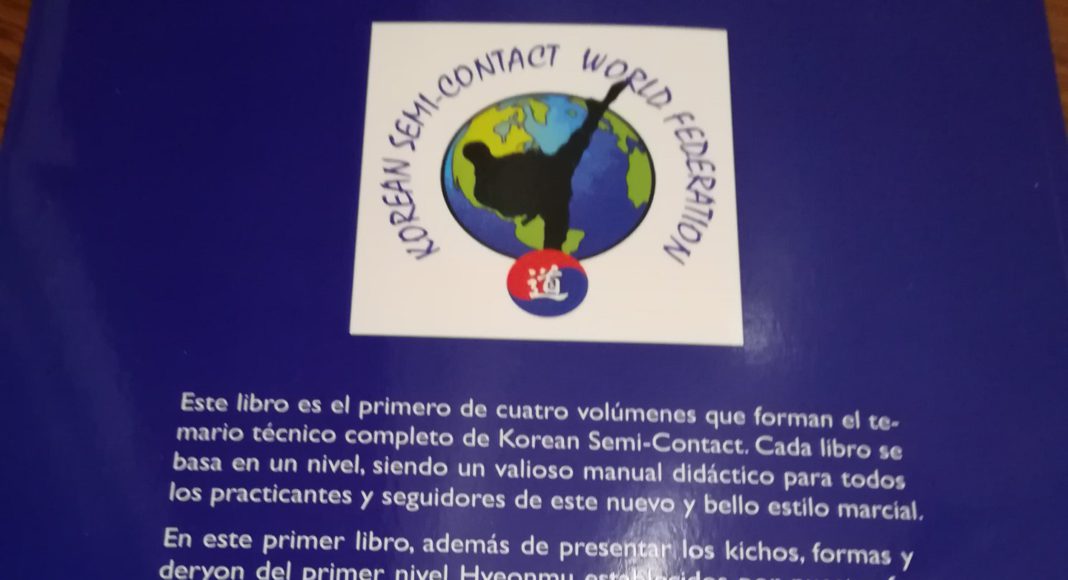 KOREAN SEMI-CONTACT WORLD FEDERATION
道
Este libro es el primero de cuatro volúmenes que forman el te-
mario técnico completo de Korean Semi-Contact. Cada libro se
basa en un nivel, siendo un valioso manual didáctico para todos
los practicantes y seguidores de este nuevo y bello estilo marcial.
En este primer libro, además de presentar los kichos, formas y
deryon del primer nivel Hyeonmu establecidos por